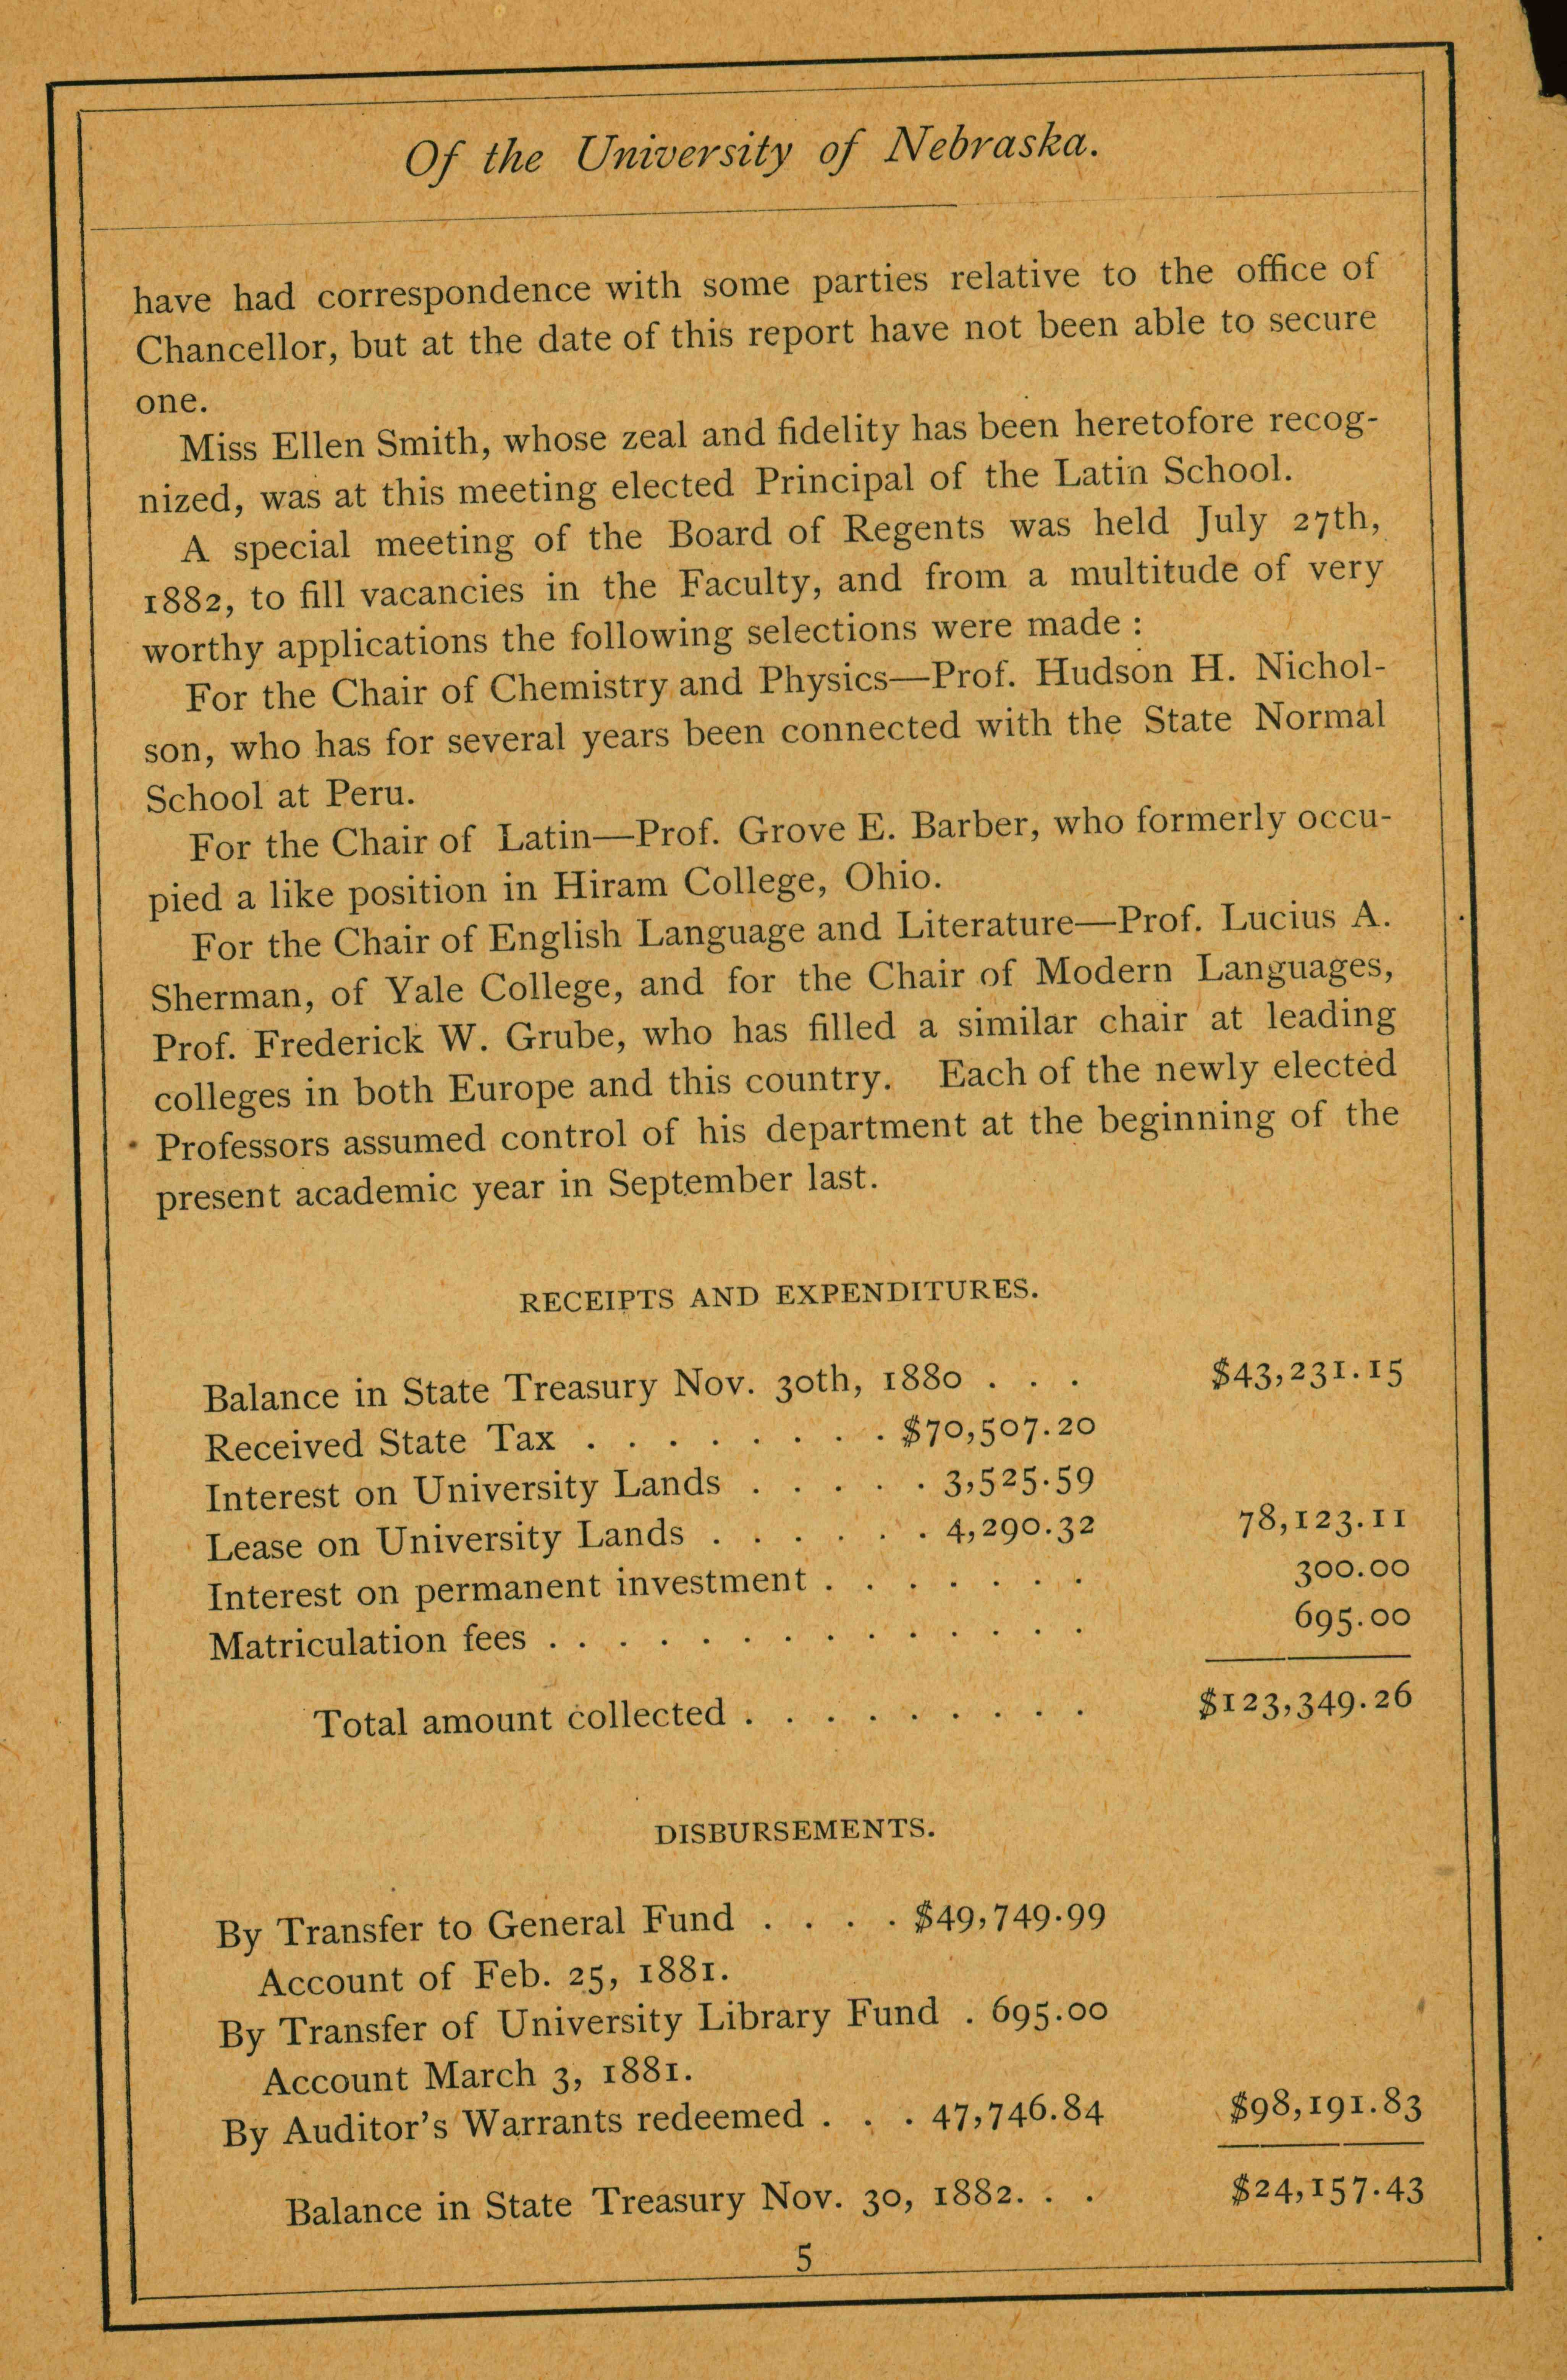 Of the University of Nebraska.
have had correspondence with some parties relative to the office of
Chancellor, but at the date of this report have not been able to secure
one.
Miss Ellen Smith, whose zeal and fidelity has been heretofore recog-
nized, was at this meeting elected Principal of the Latin School.
A special meeting of the Board of Regents was held July 27th,
1882, to fill vacancies in the Faculty, and from a multitude of very
worthy applications the following selections were made :
For the Chair of Chemistry and Physics—Prof. Hudson H. Nichol-
son, who has for several years been connected with the State Normal
School at Peru.
For the Chair of Latin—Prof. Grove E. Barber, who formerly occu-
pied a like position in Hiram College, Ohio.
For the Chair of English Language and Literature—Prof. Lucius A.
Sherman, of Yale College, and for the Chair of Modern Languages,
Prof. Frederick W. Grube, who has filled a similar chair at leading
colleges in both Europe and this country. Each of the newly elected
Professors assumed control of his department at the beginning of the
present academic year in September last.
RECEIPTS AND EXPENDITURES.
Balance in State Treasury Nov. 30th, 1880 . . . $43,231.15
Received State Tax . . . . . . . . $70,507.20
Interest on University Lands . . . . . 3,525.59
Lease on University Lands . . . . . . 4,290.32 78,123.11
Interest on permanent investment . . . . . . . 300.00
Matriculation fees . . . . . . . . . . . . . . 695.00
Total amount collected . . . . . . . . . $123,349.26
DISBURSEMENTS.
By Transfer to General Fund . . . . $49,749.99
Account of Feb. 25, 1881.
By Transfer of University Library Fund . 695.00
Account March 3, 1881.
By Auditor's Warrants redeemed . . . 47,746.84 $98,191.83
Balance in State Treasury Nov. 30, 1882. . . $24,157.43
5